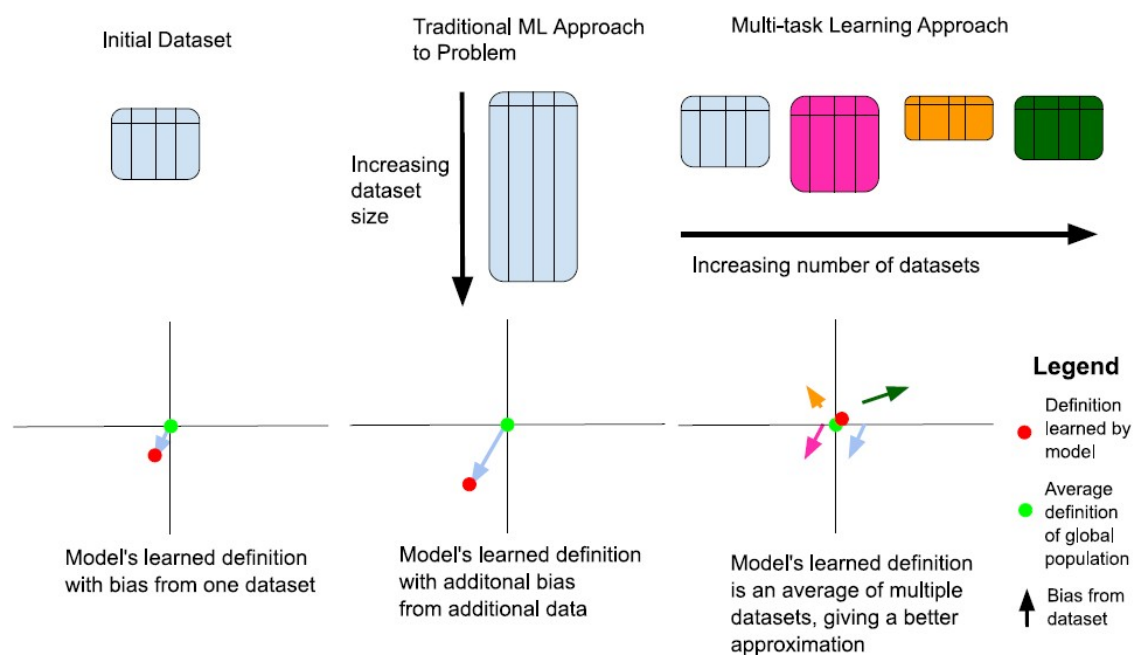 Initial Dataset
Traditional ML Approach
to Problem
Multi-task Learning Approach
Increasing
dataset
size
Increasing number of datasets
Legend
Definition
learned by
model
Average
definition
of global
population
Bias from
dataset
Model's learned definition
with bias from one dataset
Model's learned definition
with additonal bias
from additional data
Model's learned definition
is an average of multiple
datasets, giving a better
approximation